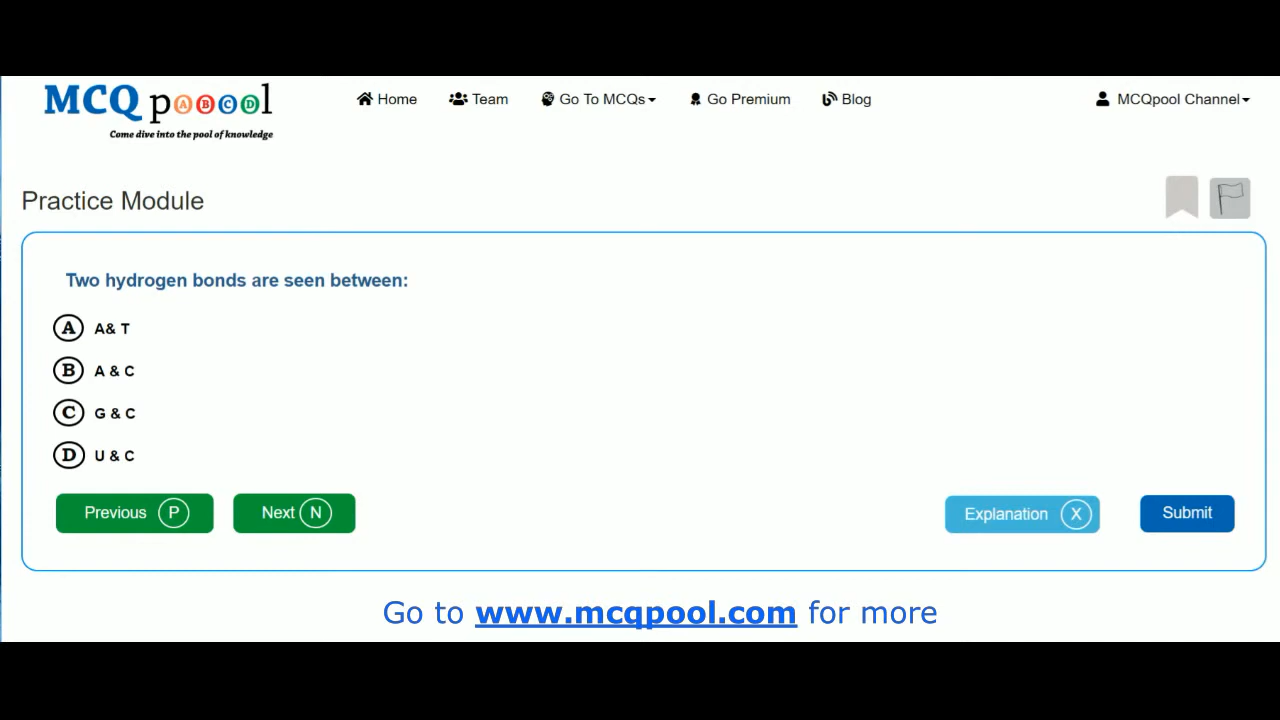 MCQ pooool
Come dive into the pool of knowledge
Home
Team
Go To MCQs
Go Premium
Blog
MCQpool Channel
Practice Module
Two hydrogen bonds are seen between:
A A& T
B A & C
C G & C
D U & C
Previous P
Next N
Explanation X
Submit
Go to www.mcqpool.com for more